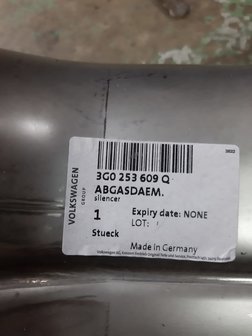 3G0 253 609 Q
ABGASDAEM.
silencer
1
Expiry date: NONE
LOT:
Stueck
Made in Germany
VOLKSWAGEN
GROUP